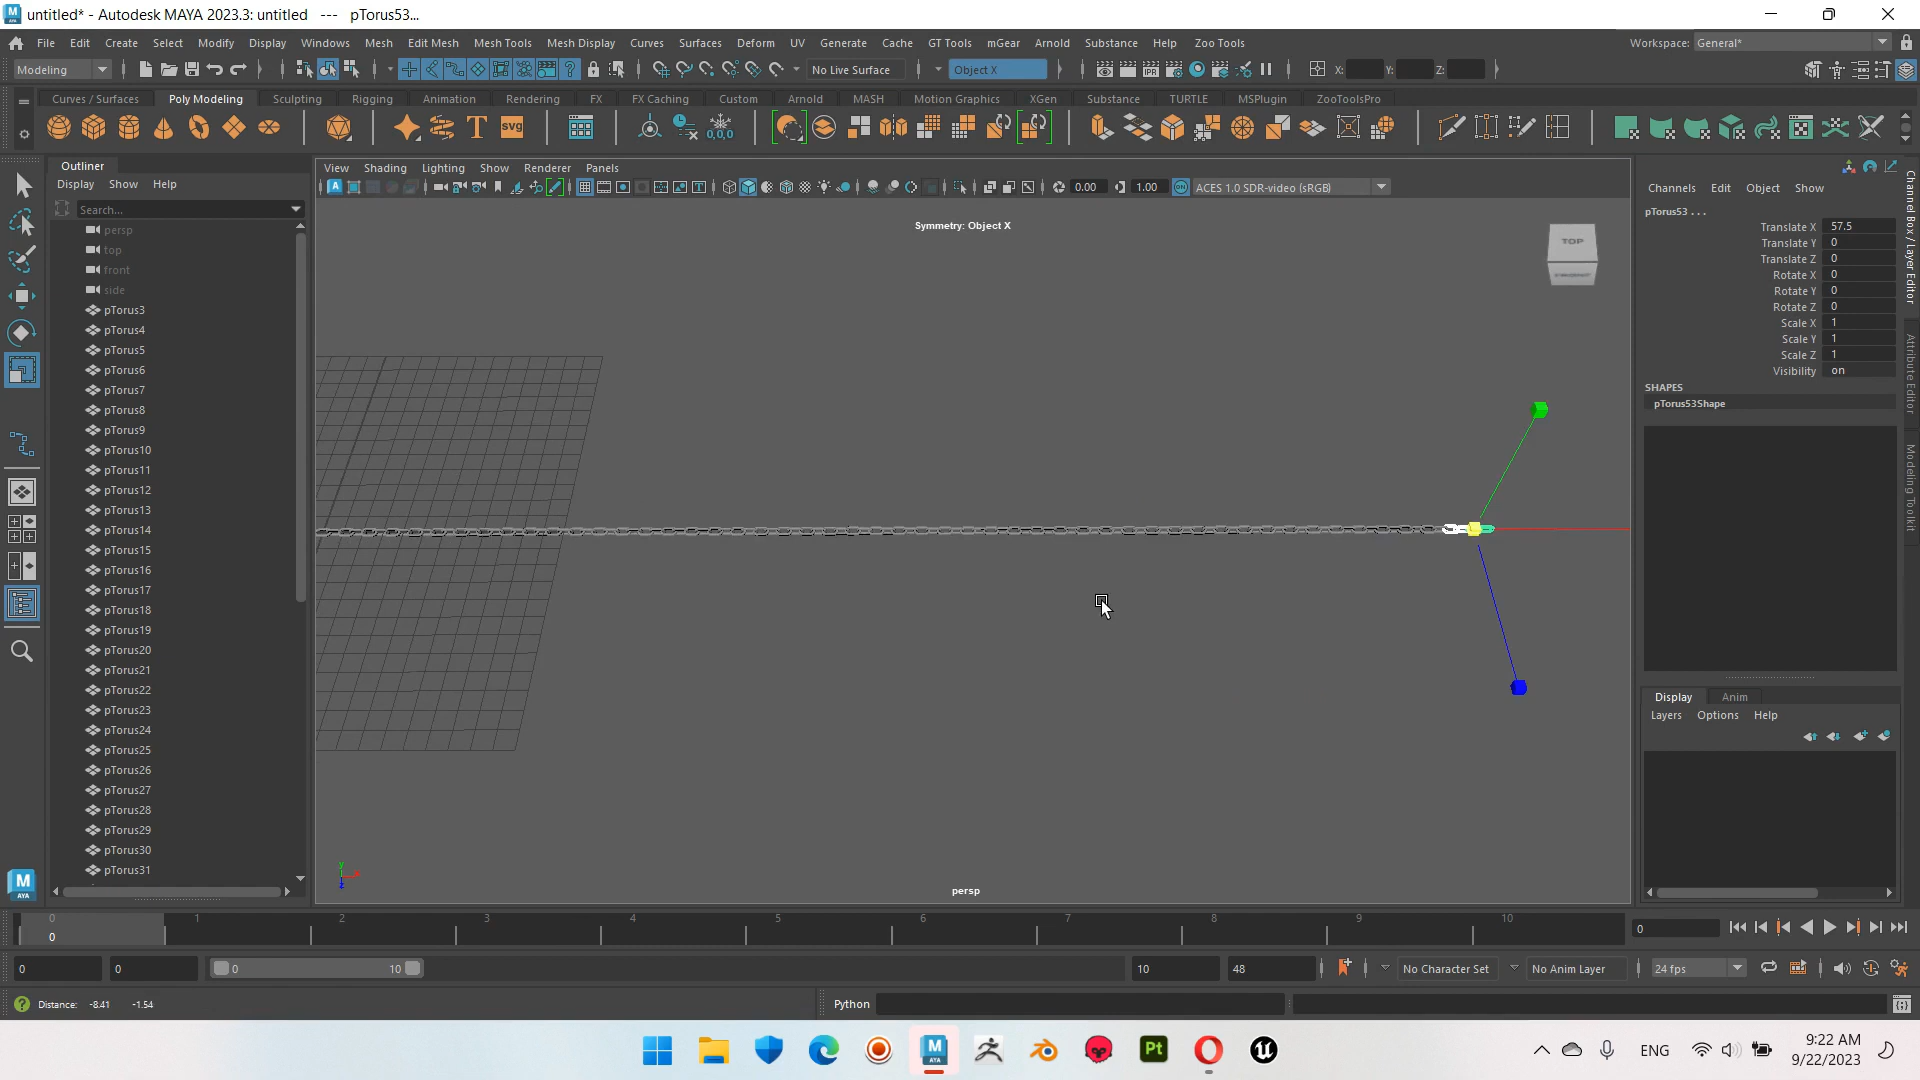 untitled* - Autodesk MAYA 2023.3: untitled --- pTorus53...
File Edit Create Select Modify Display Windows Mesh Edit Mesh Mesh Tools Mesh Display Curves Surfaces Deform UV Generate Cache GT Tools mGear Arnold Substance Help Zoo Tools
Workspace: General*
Modeling No Live Surface Object X X: Y: Z:
Curves / Surfaces Poly Modeling Sculpting Rigging Animation Rendering FX FX Caching Custom Arnold MASH Motion Graphics XGen Substance TURTLE MSPlugin ZooToolsPro
Outliner
Display Show Help
Search...
persp
top
front
side
pTorus3
pTorus4
pTorus5
pTorus6
pTorus7
pTorus8
pTorus9
pTorus10
pTorus11
pTorus12
pTorus13
pTorus14
pTorus15
pTorus16
pTorus17
pTorus18
pTorus19
pTorus20
pTorus21
pTorus22
pTorus23
pTorus24
pTorus25
pTorus26
pTorus27
pTorus28
pTorus29
pTorus30
pTorus31
View Shading Lighting Show Renderer Panels
0.00 1.00 ACES 1.0 SDR-video (sRGB)
Symmetry: Object X
TOP
FRONT
persp
Channels Edit Object Show
pTorus53 ...
Translate X 57.5
Translate Y 0
Translate Z 0
Rotate X 0
Rotate Y 0
Rotate Z 0
Scale X 1
Scale Y 1
Scale Z 1
Visibility on
SHAPES
pTorus53Shape
Display Anim
Layers Options Help
Channel Box / Layer Editor
Attribute Editor
Modeling Toolkit
0 1 2 3 4 5 6 7 8 9 10
0
0
0 0 0 10 10 48 No Character Set No Anim Layer 24 fps
Distance: -8.41 -1.54
Python
ENG
9:22 AM
9/22/2023